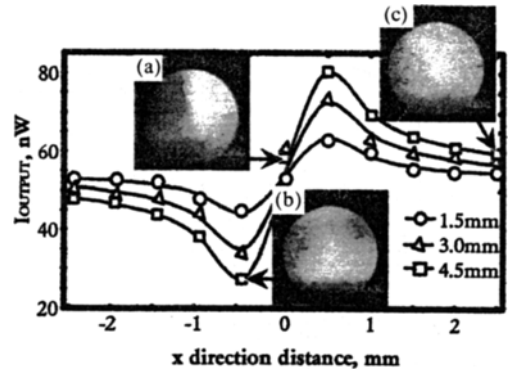 (a)
(b)
(c)
80
60
40
20
IOUTPUT, nW
1.5mm
3.0mm
4.5mm
-2
-1
0
1
2
x direction distance, mm